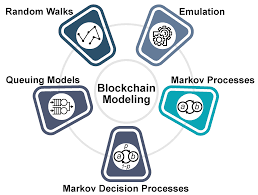 Random Walks
Emulation
Queuing Models
Blockchain
Modeling
Markov Processes
Markov Decision Processes